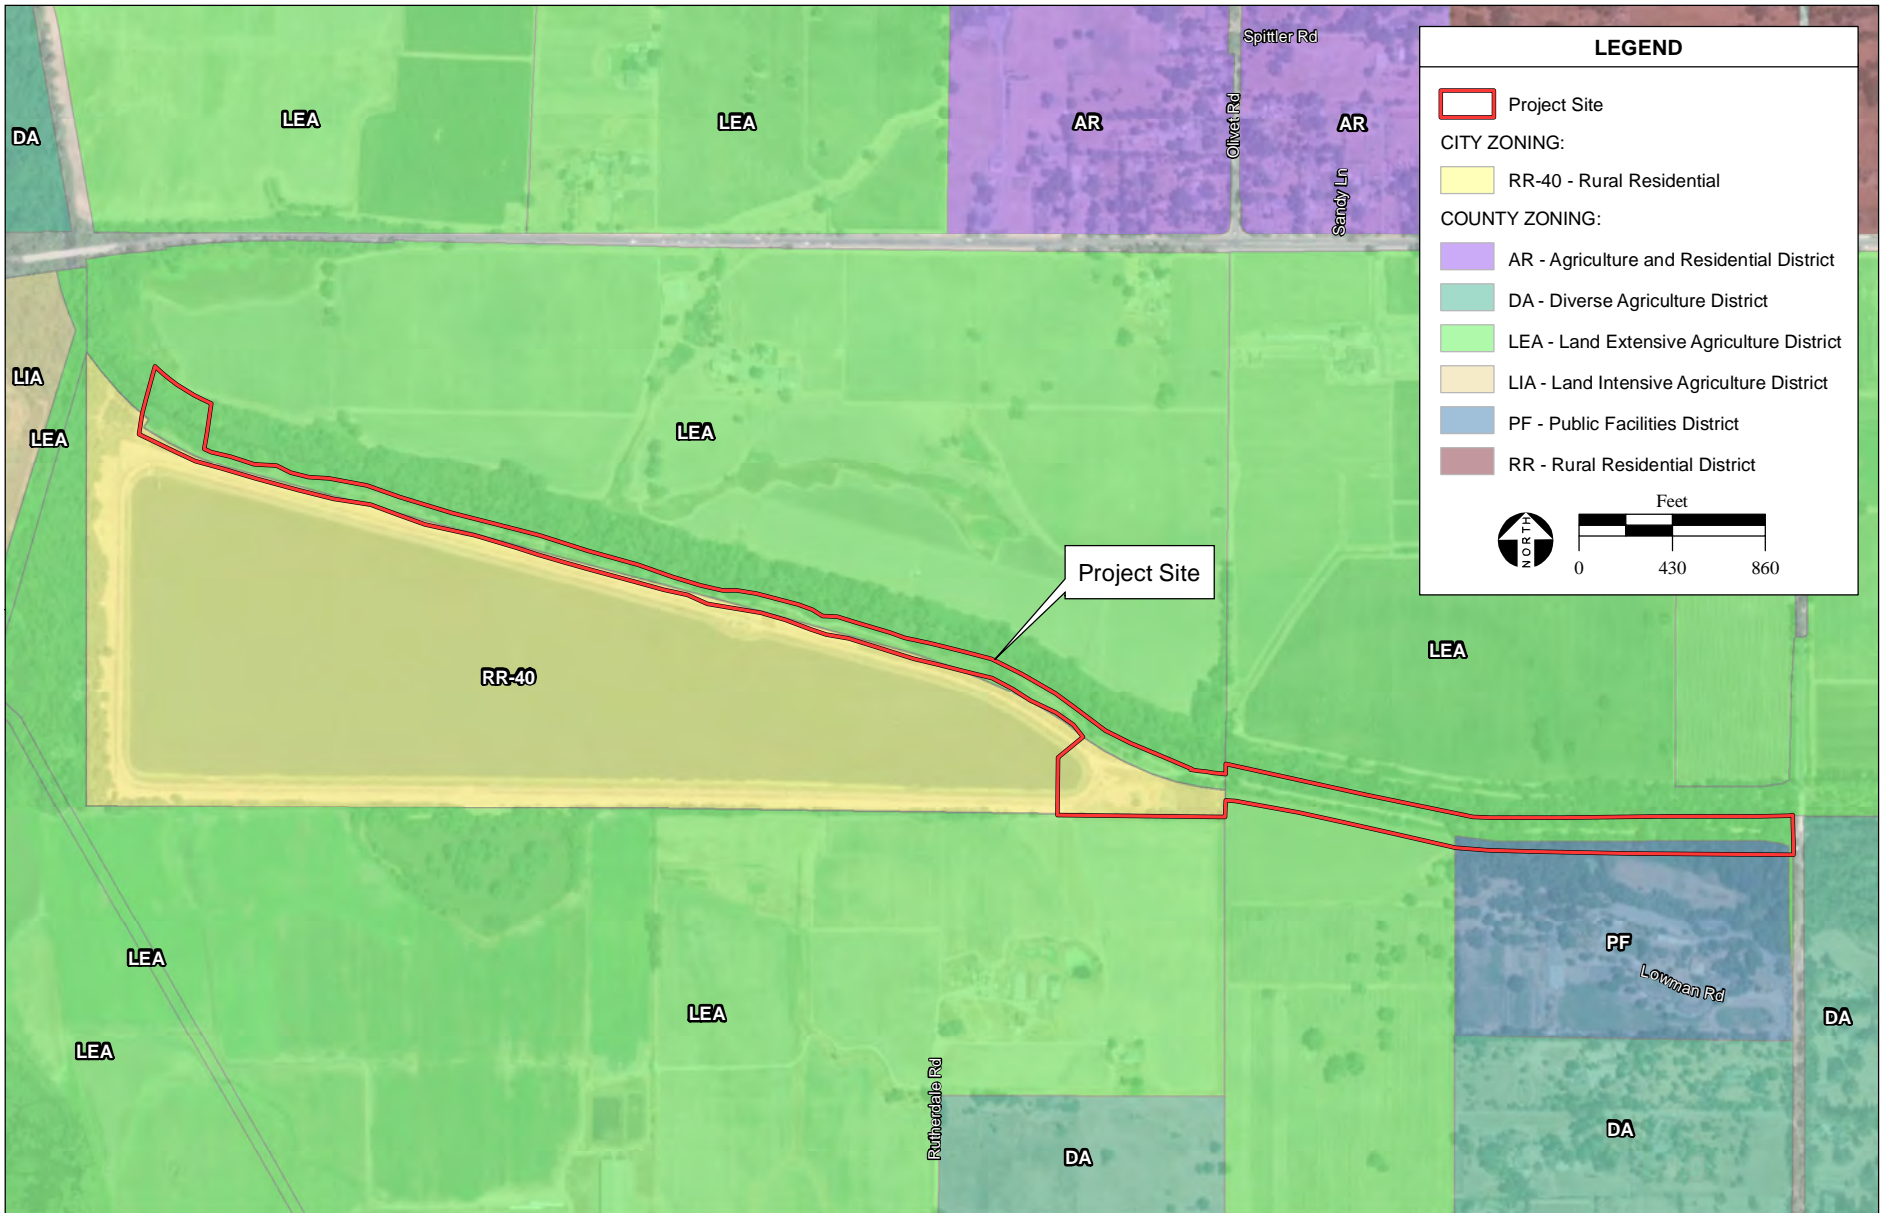 Spittler Rd
LEGEND
Project Site
CITY ZONING:
RR-40 - Rural Residential
COUNTY ZONING:
AR - Agriculture and Residential District
DA - Diverse Agriculture District
LEA - Land Extensive Agriculture District
LIA - Land Intensive Agriculture District
PF - Public Facilities District
RR - Rural Residential District
Feet
NORTH
0 430 860
DA
LEA
LEA
AR
Olivet Rd
AR
Sandy Ln
LIA
LEA
LEA
Project Site
LEA
RR-40
PF
Lowman Rd
LEA
LEA
LEA
DA
Rutherdale Rd
DA
DA